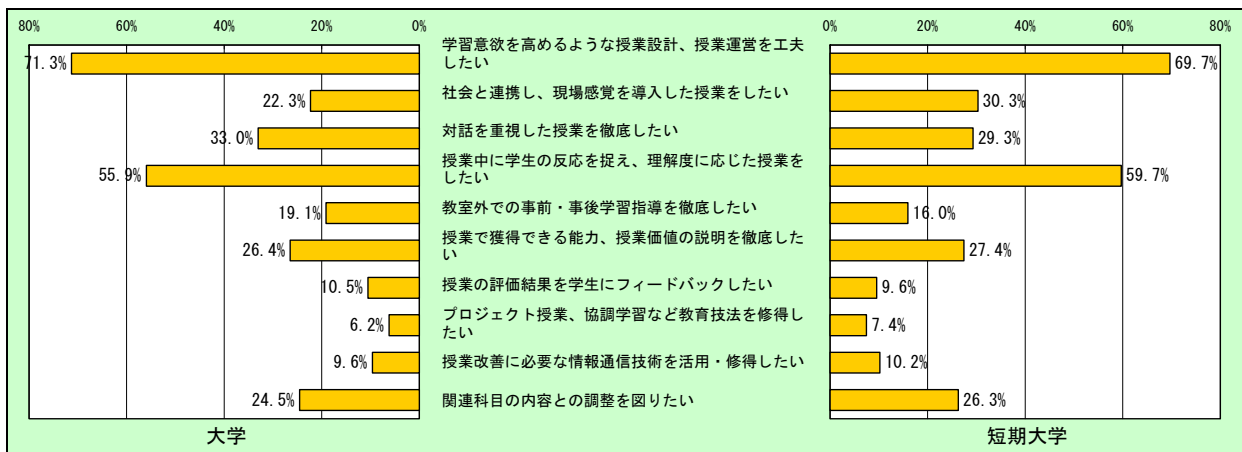 80% 60% 40% 20% 0%
0% 20% 40% 60% 80%
71.3%
学習意欲を高めるような授業設計、授業運営を工夫
したい
69.7%
22.3%
社会と連携し、現場感覚を導入した授業をしたい
30.3%
33.0%
対話を重視した授業を徹底したい
29.3%
55.9%
授業中に学生の反応を捉え、理解度に応じた授業を
したい
59.7%
19.1%
教室外での事前・事後学習指導を徹底したい
16.0%
26.4%
授業で獲得できる能力、授業価値の説明を徹底した
い
27.4%
10.5%
授業の評価結果を学生にフィードバックしたい
9.6%
6.2%
プロジェクト授業、協調学習など教育技法を修得し
たい
7.4%
9.6%
授業改善に必要な情報通信技術を活用・修得したい
10.2%
24.5%
関連科目の内容との調整を図りたい
26.3%
大学
短期大学